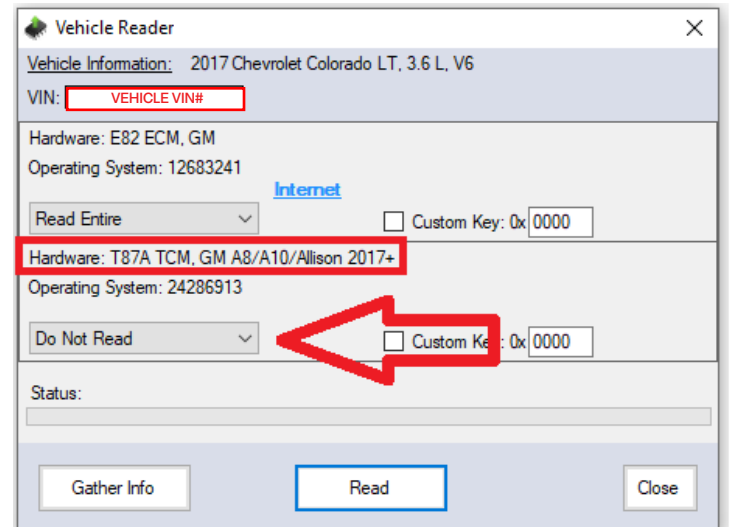 Vehicle Reader
Vehicle Information: 2017 Chevrolet Colorado LT, 3.6 L, V6
VIN: VEHICLE VIN#
Hardware: E82 ECM, GM
Operating System: 12683241
Internet
Read Entire
Custom Key: 0x 0000
Hardware: T87A TCM, GM A8/A10/Allison 2017+
Operating System: 24286913
Do Not Read
Custom Ke : 0x 0000
Status:
Gather Info
Read
Close